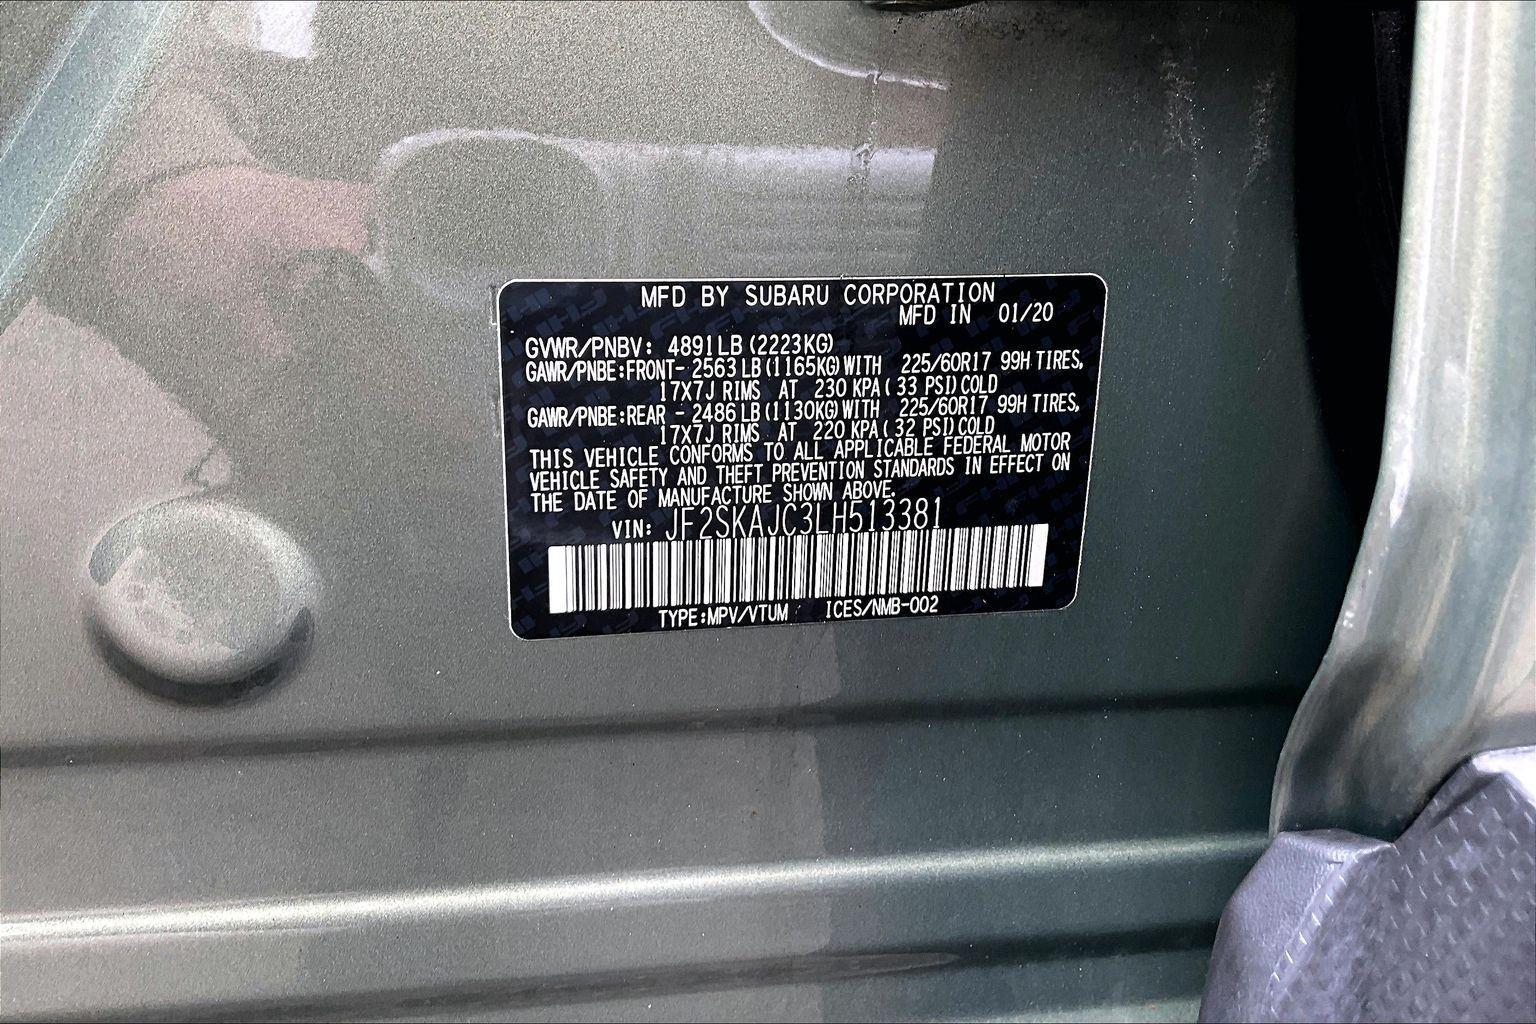 MFD BY SUBARU CORPORATION
MFD IN 01/20
GVWR/PNBV: 4891LB (2223KG)
GAWR/PNBE:FRONT- 2563 LB (1165KG) WITH 225/60R17 99H TIRES,
17X7J RIMS AT 230 KPA ( 33 PSI) COLD
GAWR/PNBE:REAR - 2486 LB (1130KG) WITH 225/60R17 99H TIRES,
17X7J RIMS AT 220 KPA ( 32 PSI) COLD
THIS VEHICLE CONFORMS TO ALL APPLICABLE FEDERAL MOTOR
VEHICLE SAFETY AND THEFT PREVENTION STANDARDS IN EFFECT ON
THE DATE OF MANUFACTURE SHOWN ABOVE.
VIN: JF2SKAJC3LH513381
TYPE:MPV/VTUM ICES/NMB-002